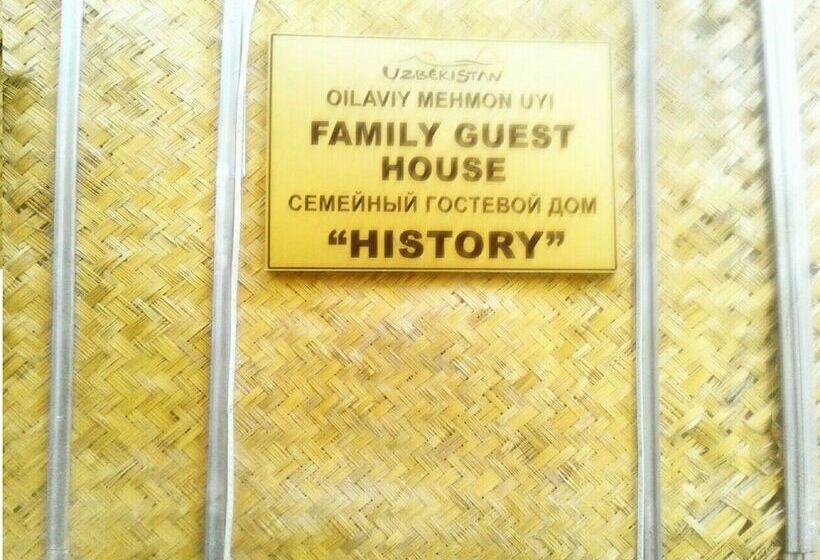 UZBEKISTAN
OILAVIY MEHMON UYI
FAMILY GUEST
HOUSE
СЕМЕЙНЫЙ ГОСТЕВОЙ ДОМ
“HISTORY”